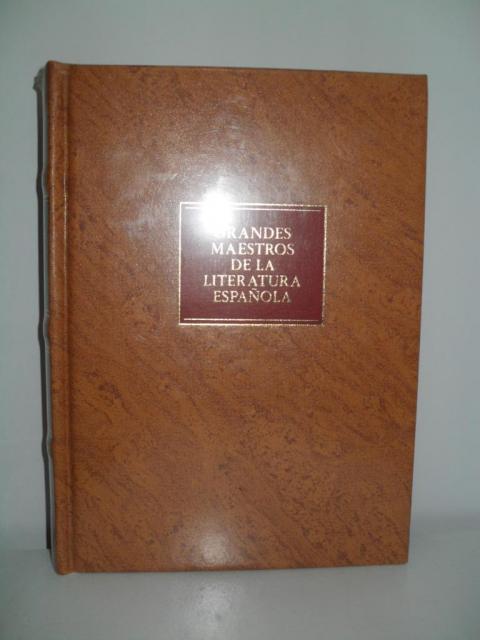 GRANDES
MAESTROS
DE LA
LITERATURA
ESPAÑOLA